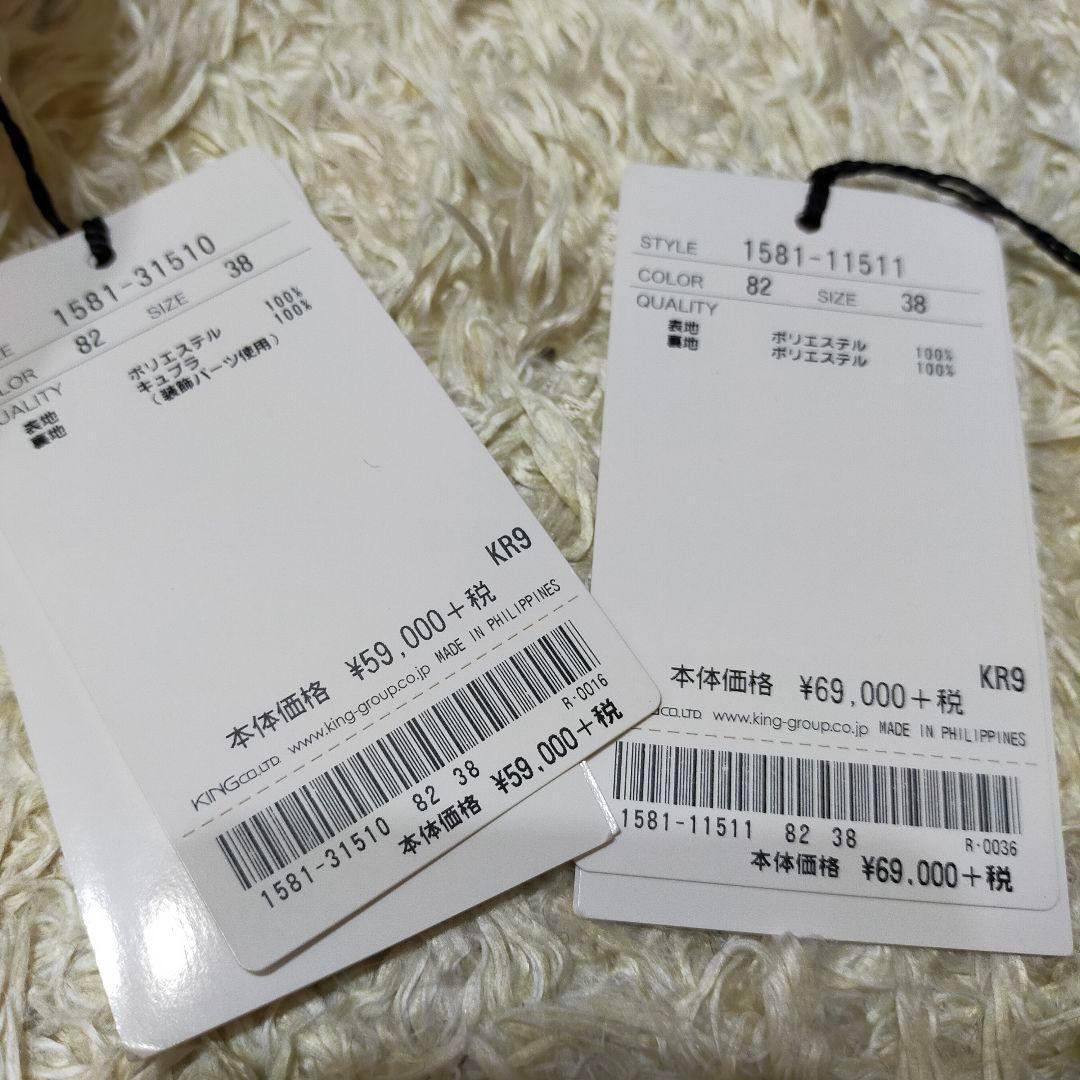 1581-31510
82 SIZE 38
QUALITY
表地 ポリエステル 100%
裏地 キュプラ 100%
(装飾パーツ使用)
KR9
本体価格 ¥59,000+税
KING CO.,LTD. www.king-group.co.jp MADE IN PHILIPPINES
R-0016
1581-31510 82 38
本体価格 ¥59,000+税
STYLE 1581-11511
COLOR 82 SIZE 38
QUALITY
表地 ポリエステル 100%
裏地 ポリエステル 100%
KR9
本体価格 ¥69,000+税
CO.,LTD. www.king-group.co.jp MADE IN PHILIPPINES
1581-11511 82 38
R-0036
本体価格 ¥69,000+税